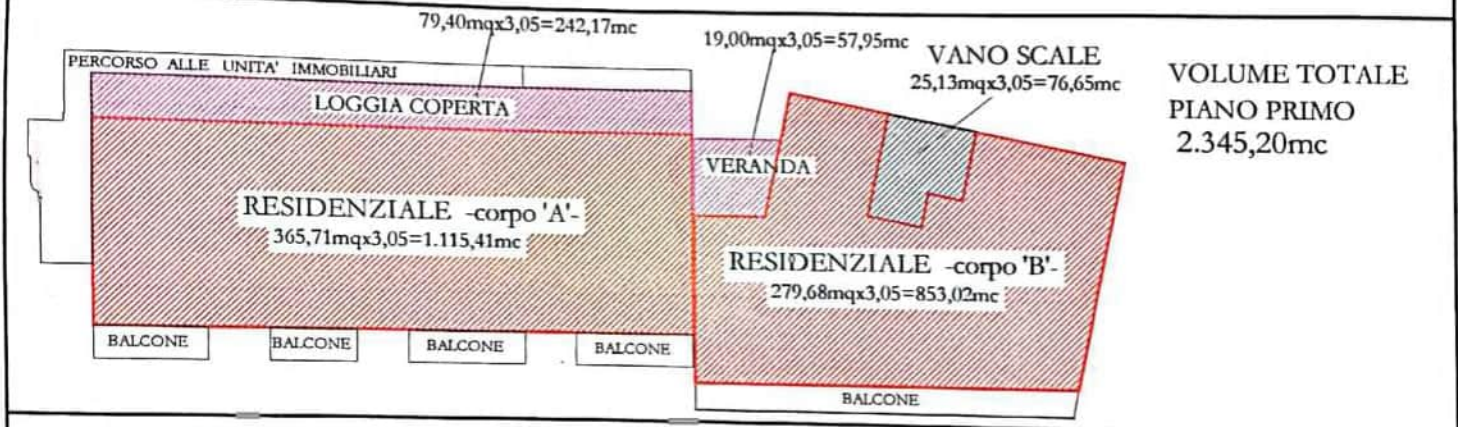 79,40mqx3,05=242,17mc
19,00mqx3,05=57,95mc
VANO SCALE
25,13mqx3,05=76,65mc
VOLUME TOTALE
PIANO PRIMO
2.345,20mc
PERCORSO ALLE UNITA' IMMOBILIARI
LOGGIA COPERTA
VERANDA
RESIDENZIALE -corpo 'A'-
365,71mqx3,05=1.115,41mc
RESIDENZIALE -corpo 'B'-
279,68mqx3,05=853,02mc
BALCONE
BALCONE
BALCONE
BALCONE
BALCONE